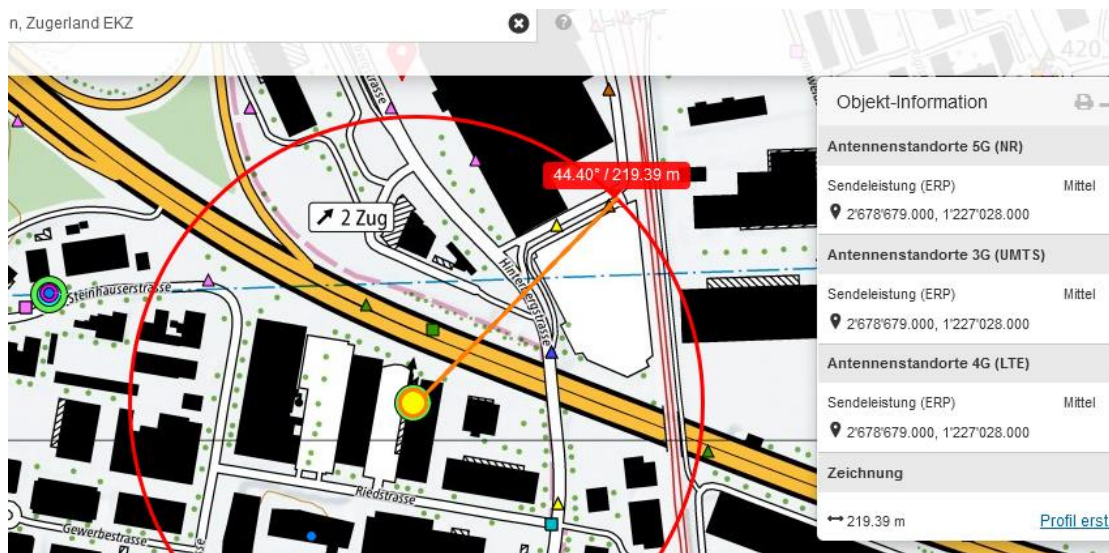 n, Zugerland EKZ
420
Objekt-Information
44.40° / 219.39 m
Antennenstandorte 5G (NR)
Sendeleistung (ERP) Mittel
2'678'679.000, 1'227'028.000
2 Zug
Antennenstandorte 3G (UMTS)
Steinhauserstrasse
Hinterbergstrasse
Sendeleistung (ERP) Mittel
2'678'679.000, 1'227'028.000
Antennenstandorte 4G (LTE)
Sendeleistung (ERP) Mittel
2'678'679.000, 1'227'028.000
Zeichnung
Riedstrasse
219.39 m Profil erst
Gewerbestrasse